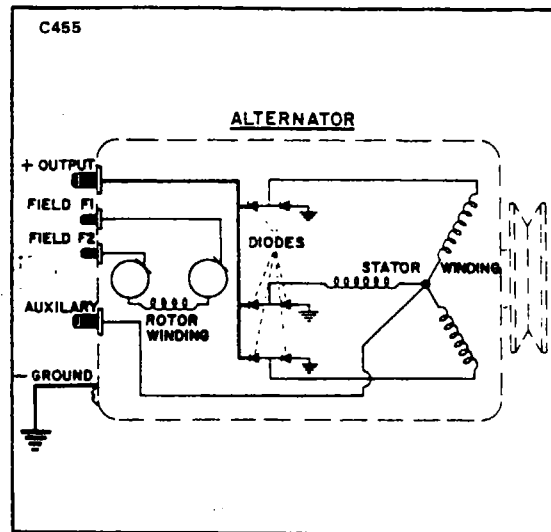 C455
ALTERNATOR
+ OUTPUT
FIELD F1
FIELD F2
DIODES
STATOR WINDING
AUXILARY
ROTOR
WINDING
- GROUND